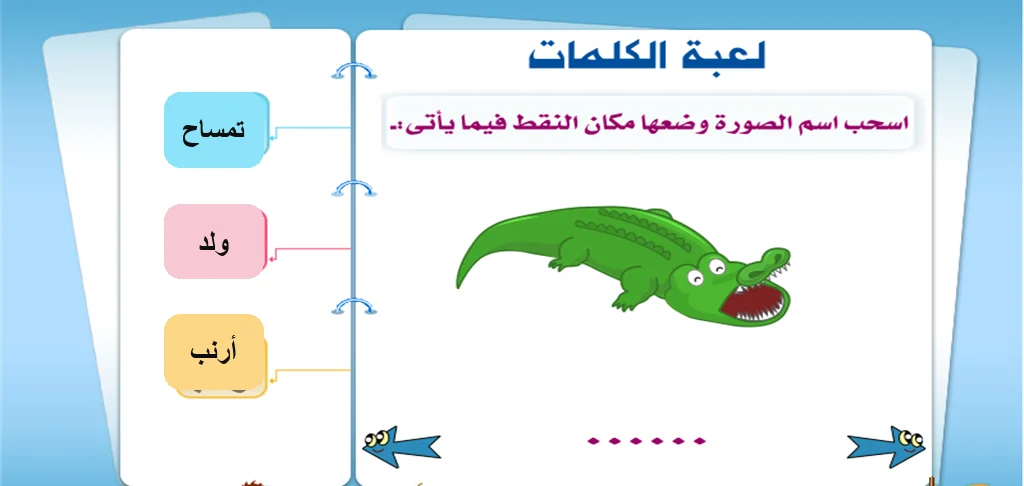 لعبة الكلمات
اسحب اسم الصورة وضعها مكان النقط فيما يأتى :ـ
تمساح
ولد
أرنب